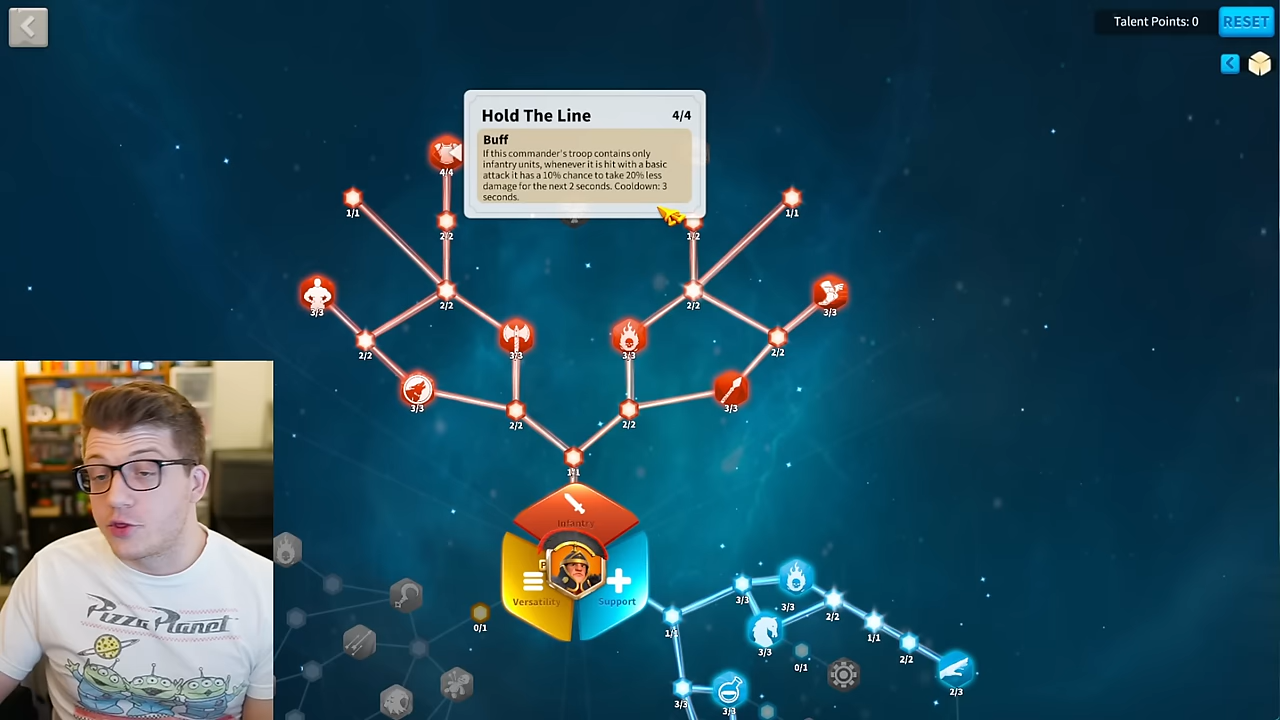 Talent Points: 0
RESET
Hold The Line
4/4
Buff
If this commander's troop contains only
infantry units, whenever it is hit with a basic
attack it has a 10% chance to take 20% less
damage for the next 2 seconds. Cooldown: 3
seconds.
4/4
1/1
1/1
2/2
1/2
2/2
2/2
3/3
3/3
2/2
3/3
3/3
2/2
3/3
3/3
2/2
2/2
1/1
Infantry
Versatility
Support
0/1
3/3
3/3
2/2
1/1
1/1
2/2
3/3
0/1
2/3
3/3
3/3
Pizza Planet